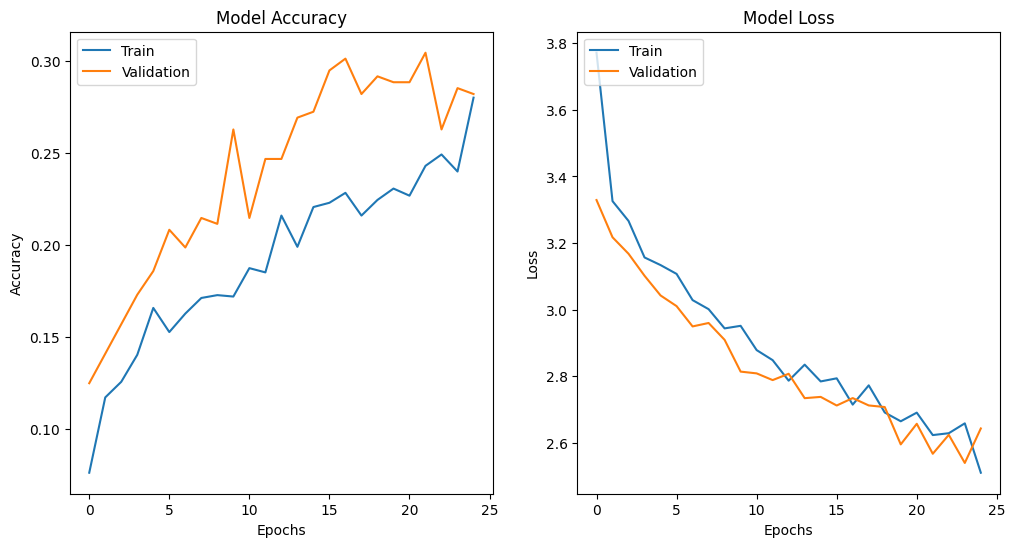 Model Accuracy
Train
Validation
0.30
0.25
0.20
0.15
0.10
Accuracy
0
5
10
15
20
25
Epochs
Model Loss
Train
Validation
3.8
3.6
3.4
3.2
3.0
2.8
2.6
Loss
0
5
10
15
20
25
Epochs